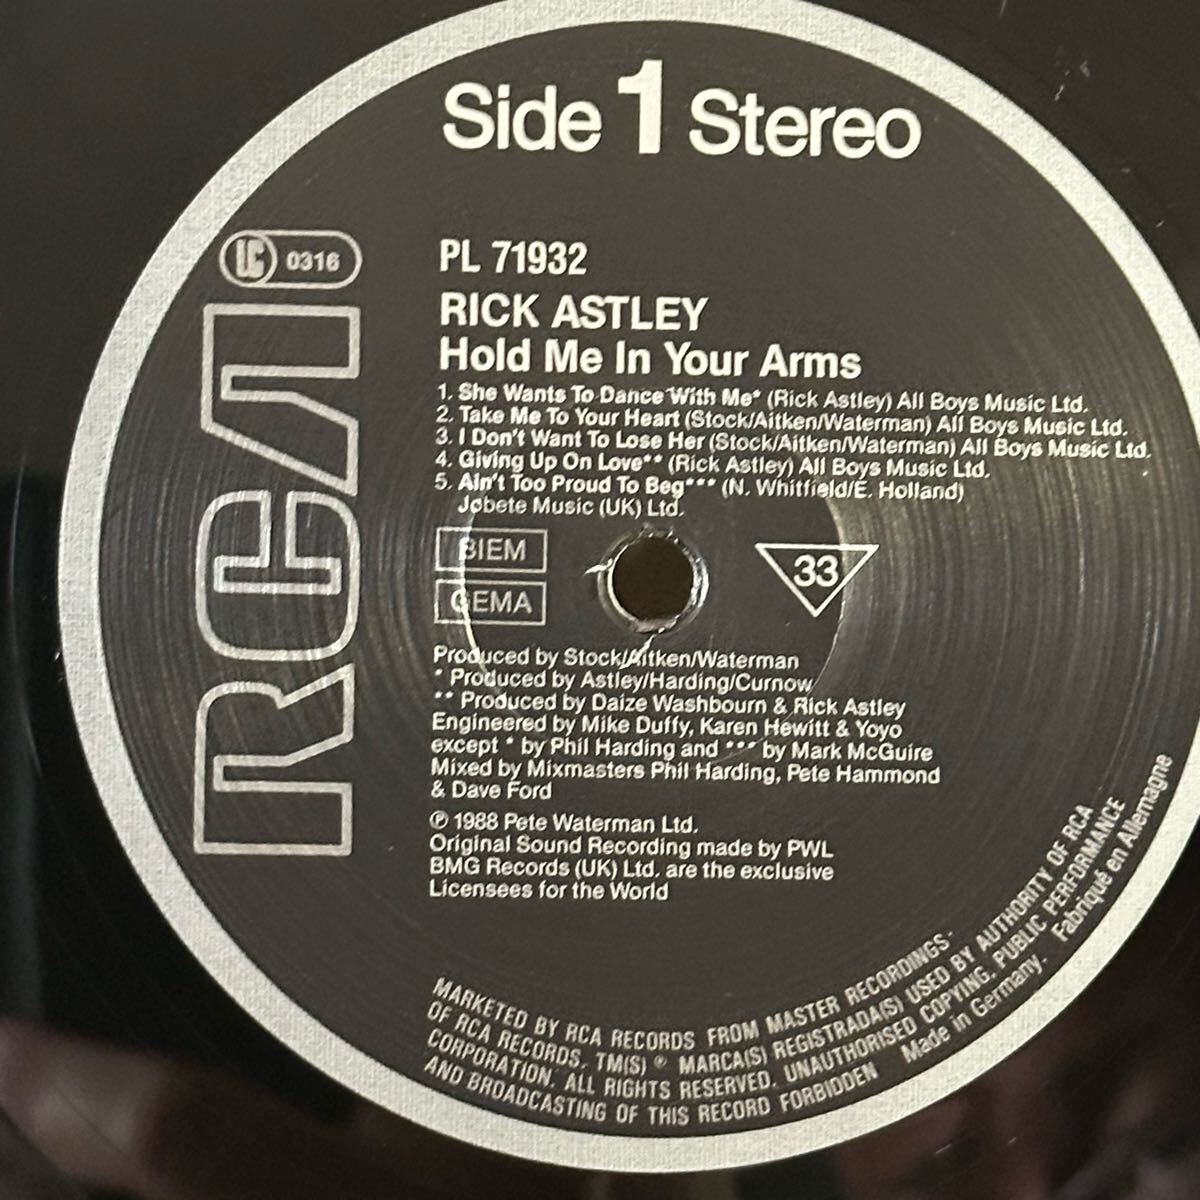 Side 1 Stereo
LC 0316
RCA
PL 71932
RICK ASTLEY
Hold Me In Your Arms
1. She Wants To Dance With Me* (Rick Astley) All Boys Music Ltd.
2. Take Me To Your Heart (Stock/Aitken/Waterman) All Boys Music Ltd.
3. I Don't Want To Lose Her (Stock/Aitken/Waterman) All Boys Music Ltd.
4. Giving Up On Love** (Rick Astley) All Boys Music Ltd.
5. Ain't Too Proud To Beg*** (N. Whitfield/E. Holland)
Jobete Music (UK) Ltd.
BIEM
GEMA
33
Produced by Stock/Aitken/Waterman
* Produced by Astley/Harding/Curnow
** Produced by Daize Washbourn & Rick Astley
Engineered by Mike Duffy, Karen Hewitt & Yoyo
except * by Phil Harding and *** by Mark McGuire
Mixed by Mixmasters Phil Harding, Pete Hammond
& Dave Ford
℗ 1988 Pete Waterman Ltd.
Original Sound Recording made by PWL
BMG Records (UK) Ltd. are the exclusive
Licensees for the World
MARKETED BY RCA RECORDS FROM MASTER RECORDINGS.
OF RCA RECORDS. TM(S) ® MARCA(S) REGISTRADA(S) USED BY AUTHORITY OF RCA
CORPORATION. ALL RIGHTS RESERVED. UNAUTHORISED COPYING, PUBLIC PERFORMANCE
AND BROADCASTING OF THIS RECORD FORBIDDEN Made in Germany. Fabriqué en Allemagne